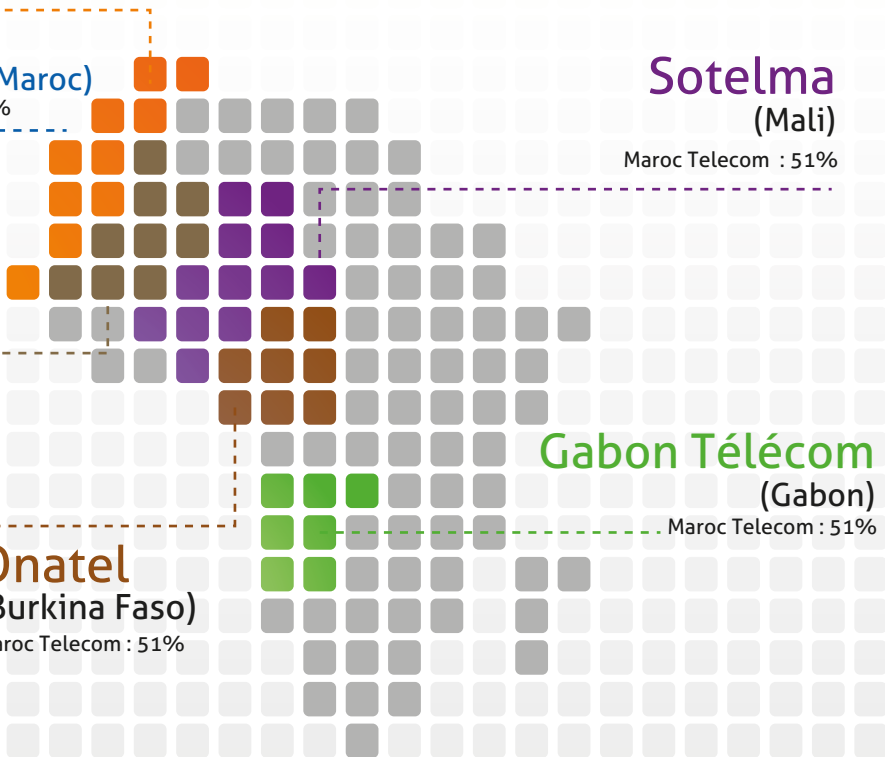 Maroc)
%
Sotelma
(Mali)
Maroc Telecom : 51%
Gabon Télécom
(Gabon)
Maroc Telecom : 51%
Onatel
Burkina Faso)
aroc Telecom : 51%